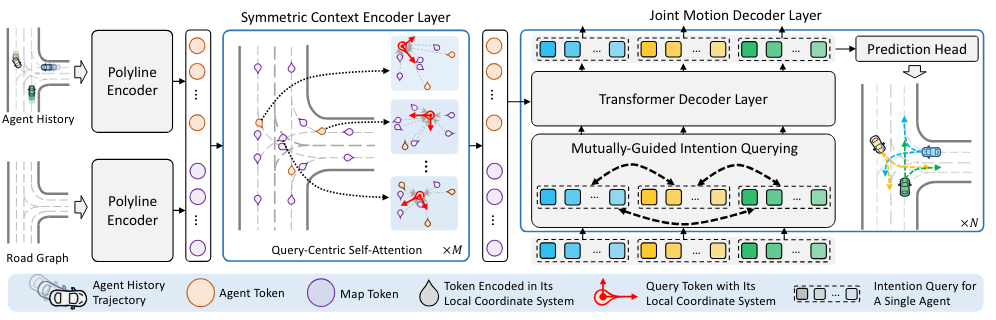 Symmetric Context Encoder Layer
Joint Motion Decoder Layer
Agent History
Polyline
Encoder
...
Road Graph
Polyline
Encoder
...
...
Query-Centric Self-Attention
×M
...
...
... ... ...
Prediction Head
Transformer Decoder Layer
Mutually-Guided Intention Querying
... ... ...
×N
... ... ...
Agent History
Trajectory
Agent Token
Map Token
Token Encoded in Its
Local Coordinate System
Query Token with Its
Local Coordinate System
...
Intention Query for
A Single Agent